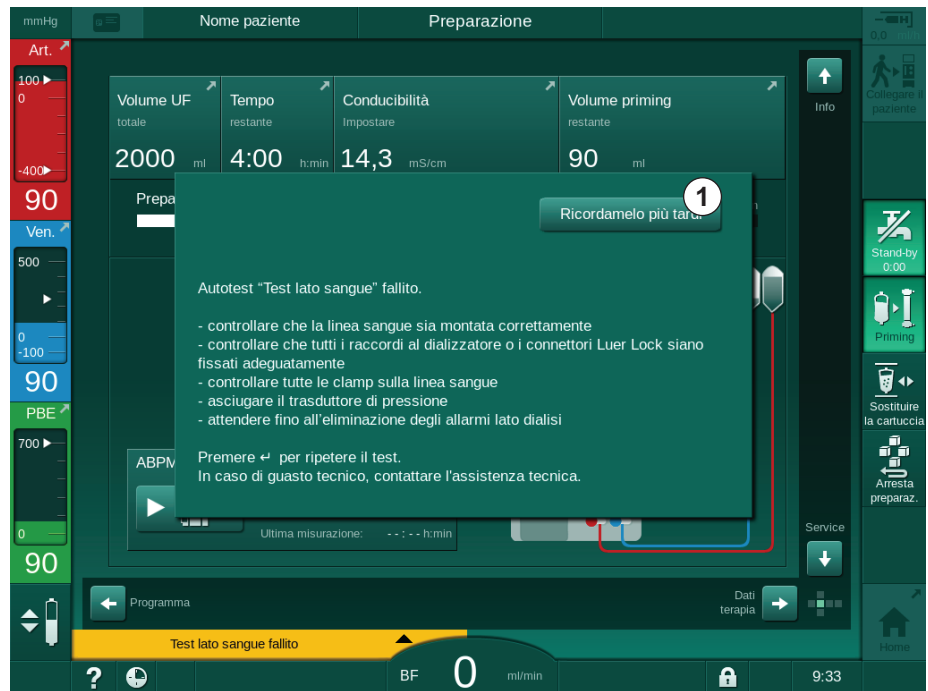 mmHg
Nome paziente
Preparazione
0.0 ml/h
Art.
100
0
-400
90
Ven.
500
0
-100
90
PBE
700
0
90
Volume UF
totale
2000 ml
Tempo
restante
4:00 h:min
Conducibilità
Impostare
14,3 mS/cm
Volume priming
restante
90 ml
Info
Collegare il
paziente
Prepa
1
Ricordamelo più tardi
Autotest “Test lato sangue” fallito.
- controllare che la linea sangue sia montata correttamente
- controllare che tutti i raccordi al dializzatore o i connettori Luer Lock siano
fissati adeguatamente
- controllare tutte le clamp sulla linea sangue
- asciugare il trasduttore di pressione
- attendere fino all'eliminazione degli allarmi lato dialisi
Premere ↵ per ripetere il test.
In caso di guasto tecnico, contattare l'assistenza tecnica.
ABPM
Ultima misurazione: --:-- h:min
Stand-by
0:00
Priming
Sostituire
la cartuccia
Arresta
preparaz.
Service
Programma
Dati
terapia
Home
Test lato sangue fallito
? BF 0 ml/min 9:33
H